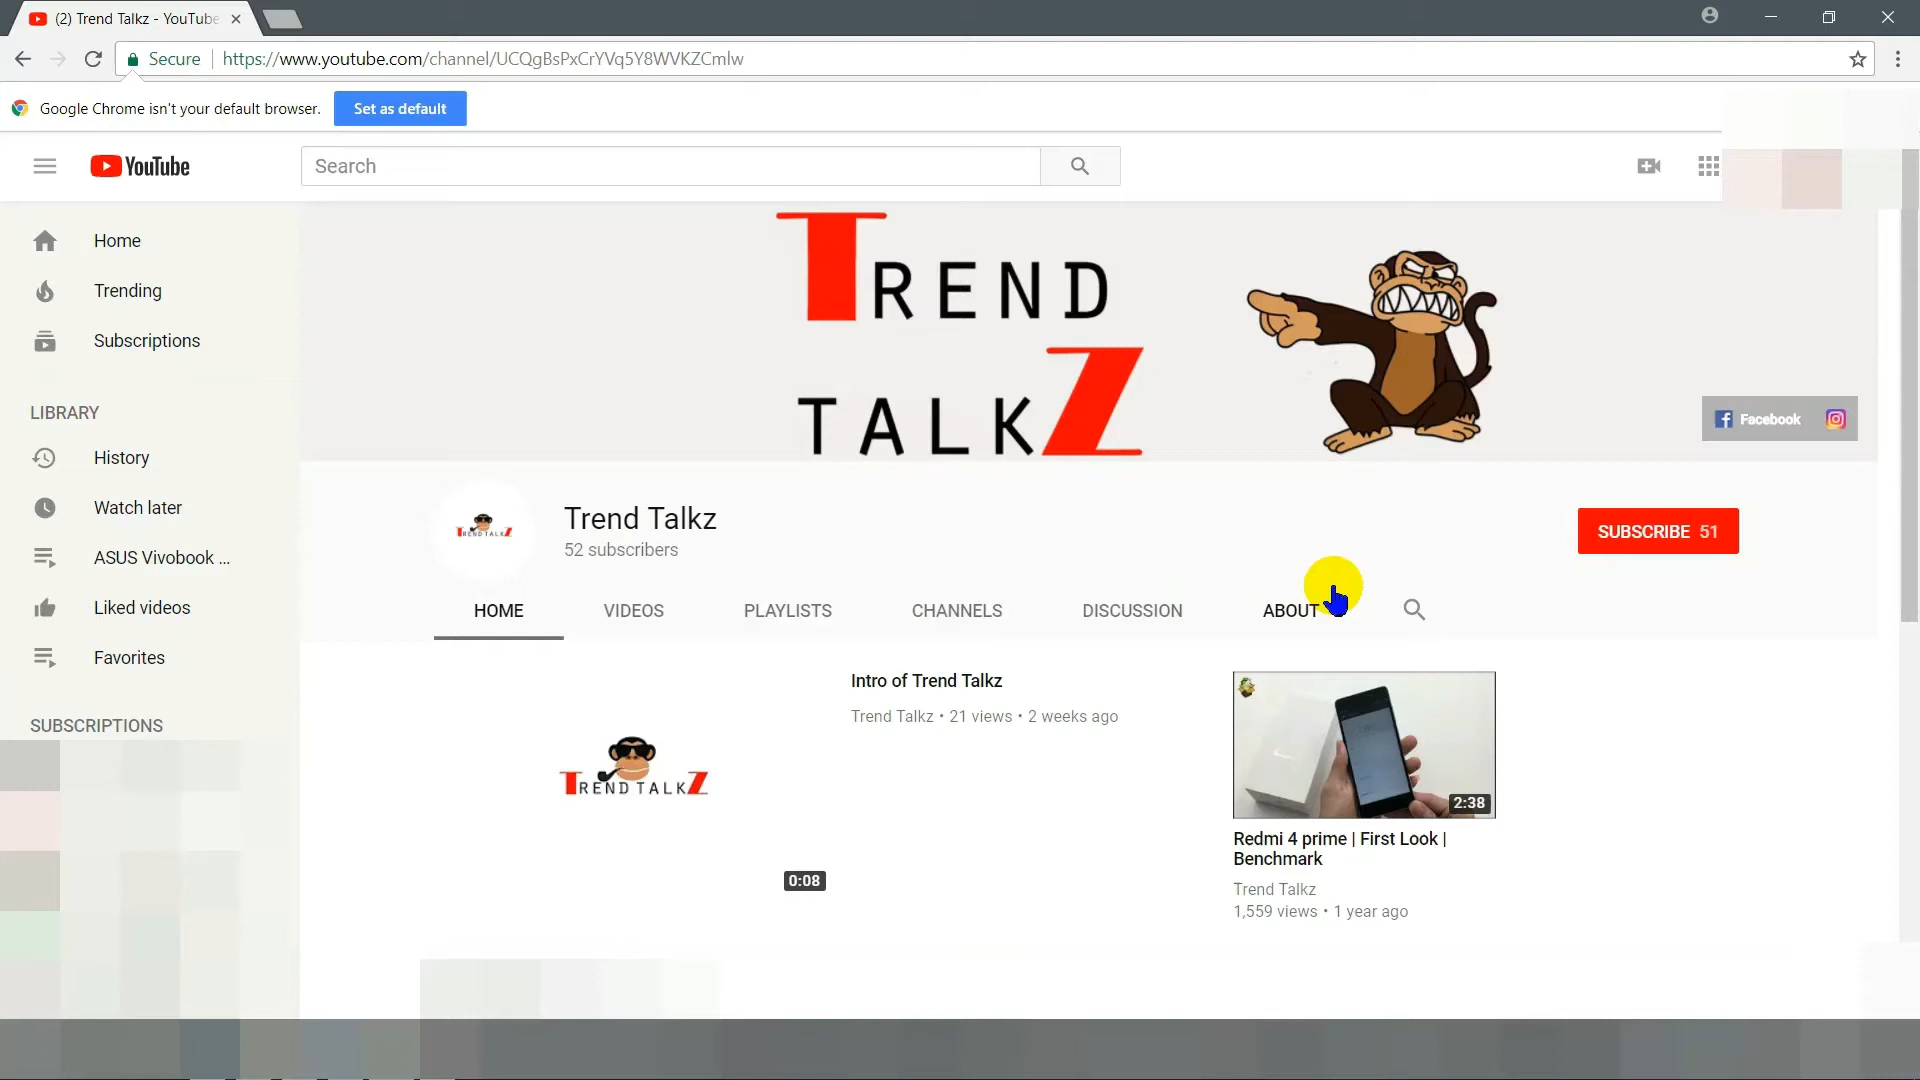 (2) Trend Talkz - YouTube
Secure
https://www.youtube.com/channel/UCQgBsPxCrYVq5Y8WVKZCmlw
Google Chrome isn't your default browser.
Set as default
YouTube
Search
Home
Trending
Subscriptions
LIBRARY
History
Watch later
ASUS Vivobook ...
Liked videos
Favorites
SUBSCRIPTIONS
TREND
TALKZ
Facebook
TREND TALKZ
Trend Talkz
52 subscribers
SUBSCRIBE 51
HOME
VIDEOS
PLAYLISTS
CHANNELS
DISCUSSION
ABOUT
TREND TALKZ
0:08
Intro of Trend Talkz
Trend Talkz • 21 views • 2 weeks ago
2:38
Redmi 4 prime | First Look |
Benchmark
Trend Talkz
1,559 views • 1 year ago